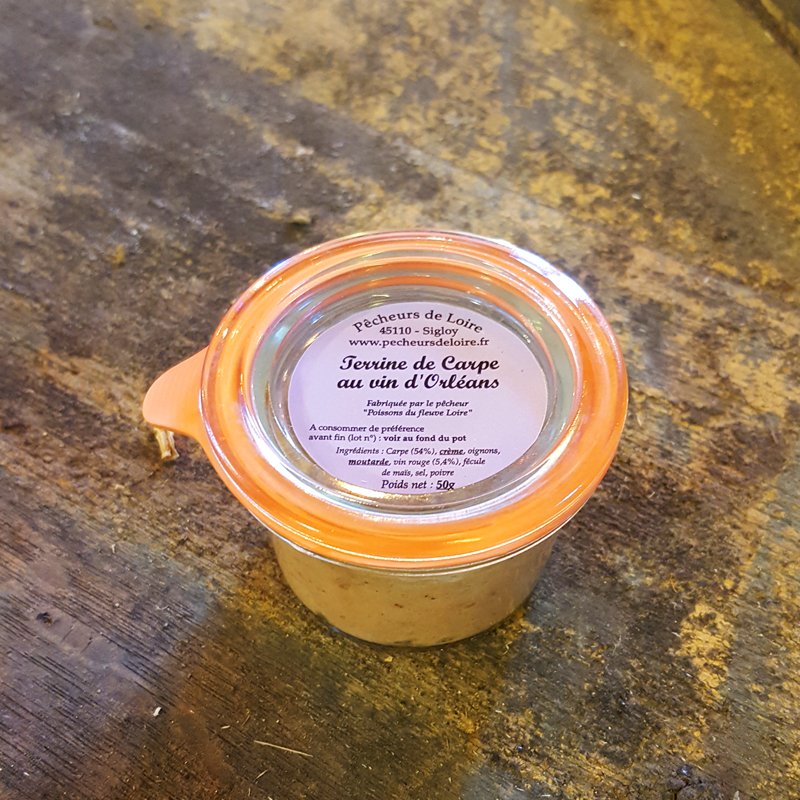 Pêcheurs de Loire
45110 - Sigloy
www.pecheursdeloire.fr
Terrine de Carpe
au vin d'Orléans
Fabriquée par le pêcheur
"Poissons du fleuve Loire"
A consommer de préférence
avant fin (lot n°) : voir au fond du pot
Ingrédients : Carpe (54%), crème, oignons,
moutarde, vin rouge (5,4%), fécule
de maïs, sel, poivre
Poids net : 50g